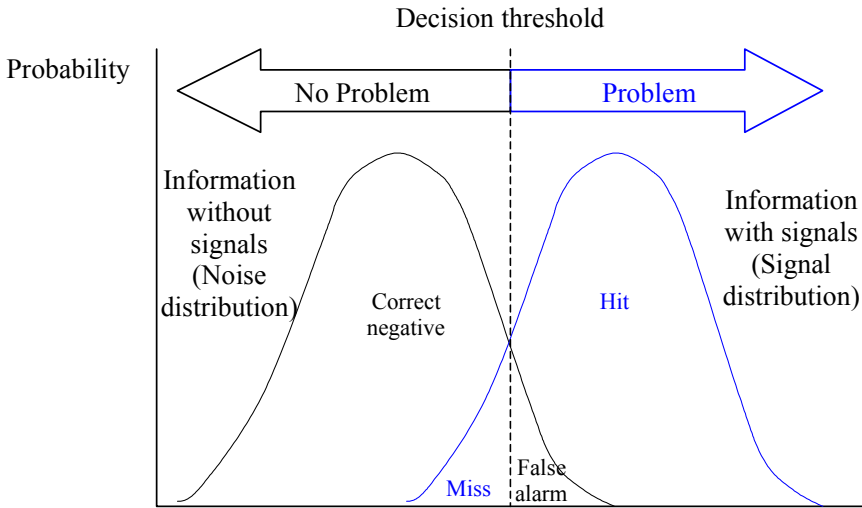 Decision threshold
Probability
No Problem
Problem
Information
without
signals
(Noise
distribution)
Information
with signals
(Signal
distribution)
Correct
negative
Hit
Miss
False
alarm